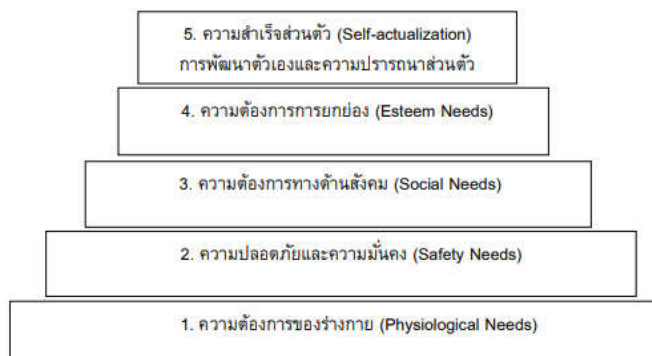 5. ความสำเร็จส่วนตัว (Self-actualization)
การพัฒนาตัวเองและความปรารถนาส่วนตัว
4. ความต้องการการยกย่อง (Esteem Needs)
3. ความต้องการทางด้านสังคม (Social Needs)
2. ความปลอดภัยและความมั่นคง (Safety Needs)
1. ความต้องการของร่างกาย (Physiological Needs)